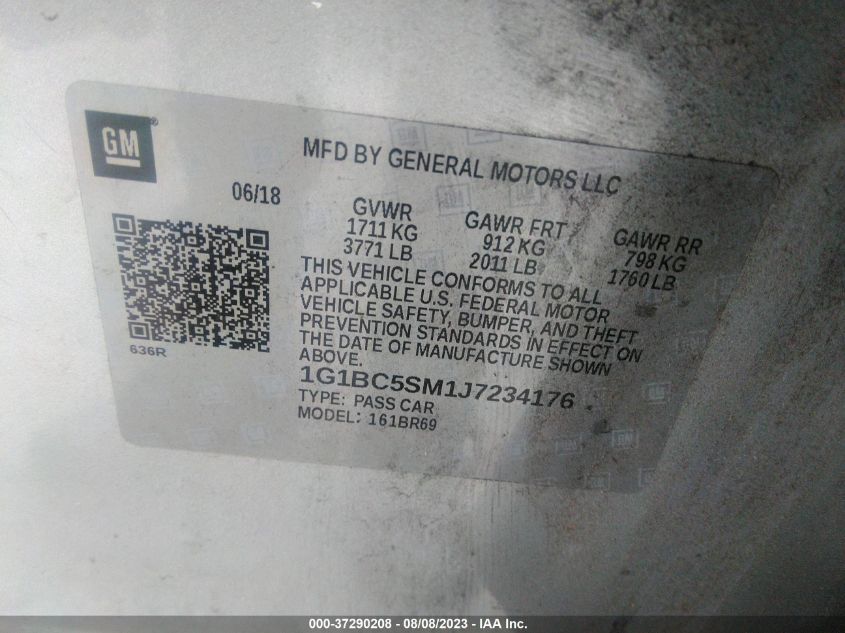 GM
MFD BY GENERAL MOTORS LLC
06/18
GVWR
1711 KG
3771 LB
GAWR FRT
912 KG
2011 LB
GAWR RR
798 KG
1760 LB
THIS VEHICLE CONFORMS TO ALL
APPLICABLE U.S. FEDERAL MOTOR
VEHICLE SAFETY, BUMPER, AND THEFT
PREVENTION STANDARDS IN EFFECT ON
THE DATE OF MANUFACTURE SHOWN
ABOVE.
636R
1G1BC5SM1J7234176
TYPE: PASS CAR
MODEL: 161BR69
000-37290208 - 08/08/2023 - IAA Inc.